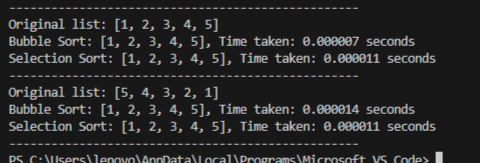 --------------------------------------------------
Original list: [1, 2, 3, 4, 5]
Bubble Sort: [1, 2, 3, 4, 5], Time taken: 0.000007 seconds
Selection Sort: [1, 2, 3, 4, 5], Time taken: 0.000011 seconds
--------------------------------------------------
Original list: [5, 4, 3, 2, 1]
Bubble Sort: [1, 2, 3, 4, 5], Time taken: 0.000014 seconds
Selection Sort: [1, 2, 3, 4, 5], Time taken: 0.000011 seconds
--------------------------------------------------
PS C:\Users\lenovo\AppData\Local\Programs\Microsoft VS Code>